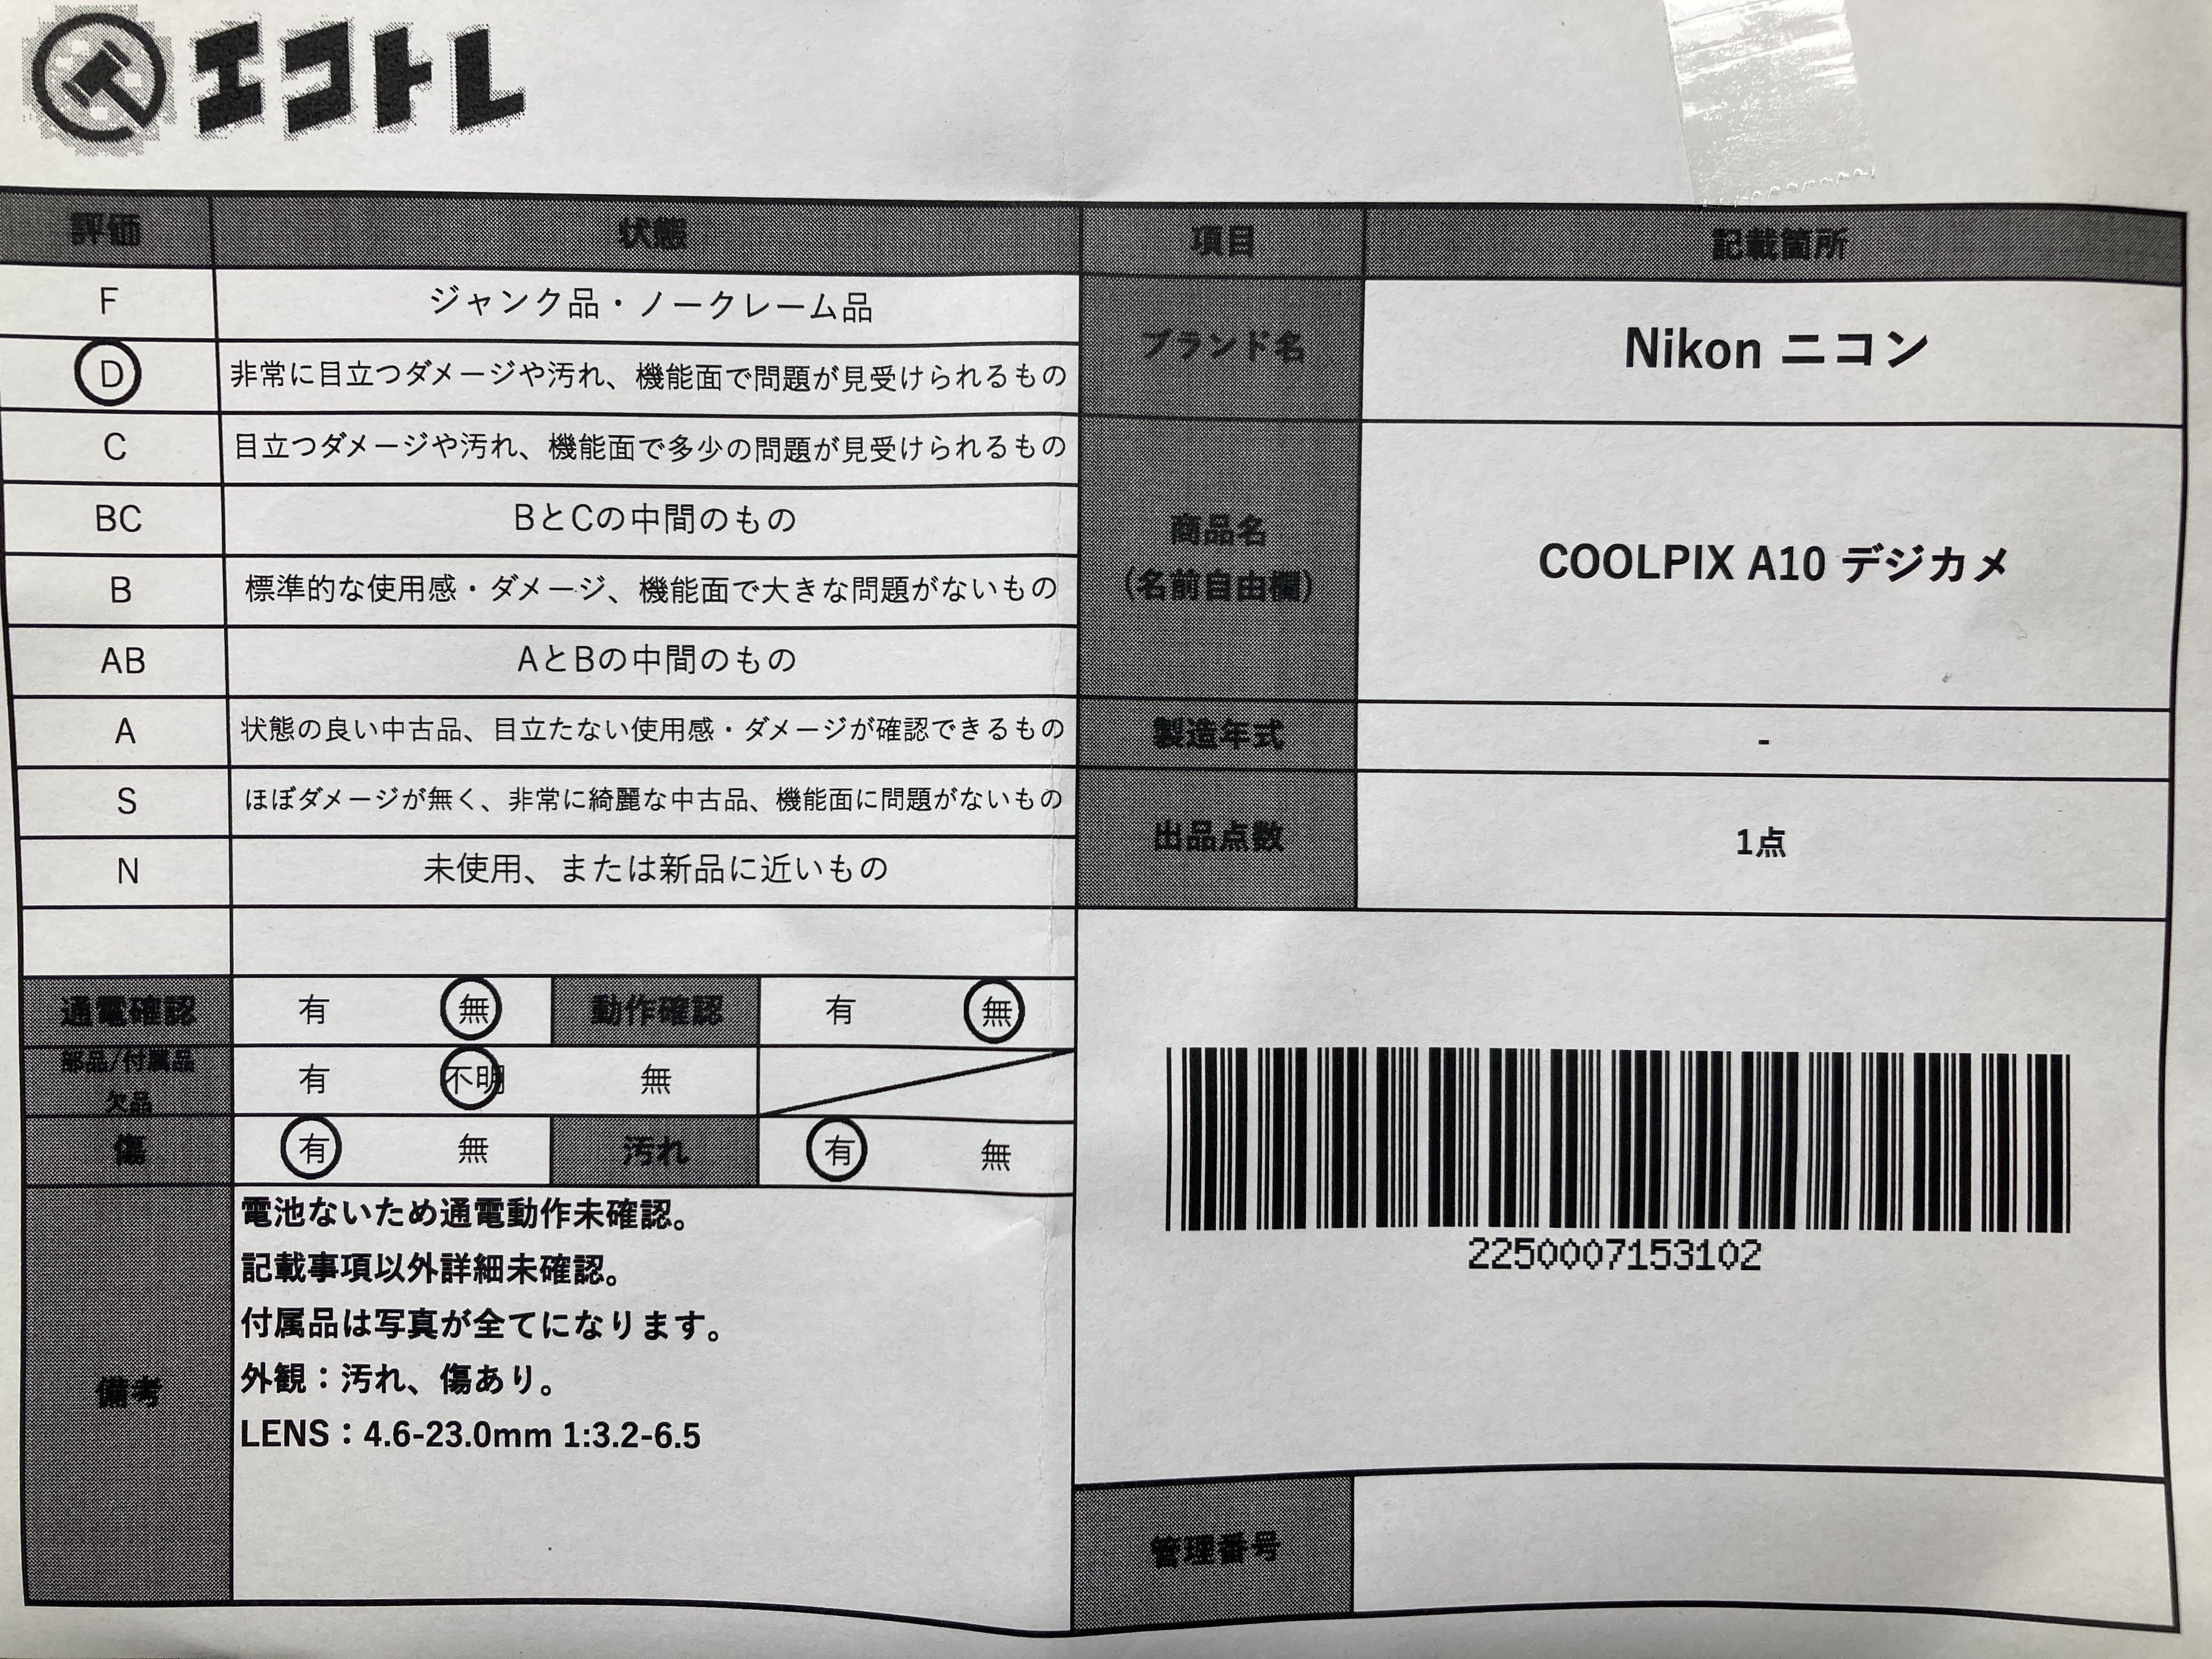 エコトレ
評価 状態
F ジャンク品・ノークレーム品
D 非常に目立つダメージや汚れ、機能面で問題が見受けられるもの
C 目立つダメージや汚れ、機能面で多少の問題が見受けられるもの
BC BとCの中間のもの
B 標準的な使用感・ダメージ、機能面で大きな問題がないもの
AB AとBの中間のもの
A 状態の良い中古品、目立たない使用感・ダメージが確認できるもの
S ほぼダメージが無く、非常に綺麗な中古品、機能面に問題がないもの
N 未使用、または新品に近いもの
通電確認 有 無 動作確認 有 無
部品/付属品
欠品 有 不明 無
傷 有 無 汚れ 有 無
備考
電池ないため通電動作未確認。
記載事項以外詳細未確認。
付属品は写真が全てになります。
外観：汚れ、傷あり。
LENS：4.6-23.0mm 1:3.2-6.5
項目 記載箇所
ブランド名 Nikon ニコン
商品名
(名前自由欄) COOLPIX A10 デジカメ
製造年式 -
出品点数 1点
2250007153102
管理番号